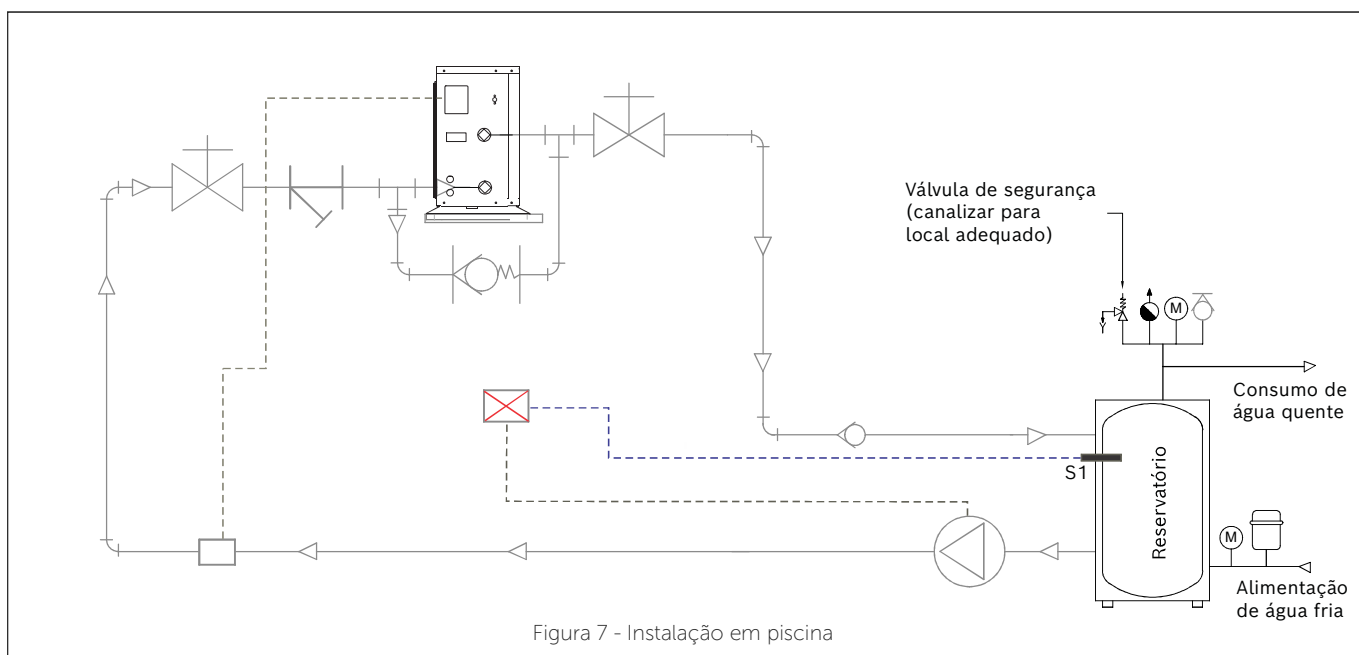 Válvula de segurança
(canalizar para
local adequado)
M
Consumo de
água quente
S1
Reservatório
M
Alimentação
de água fria
Figura 7 - Instalação em piscina